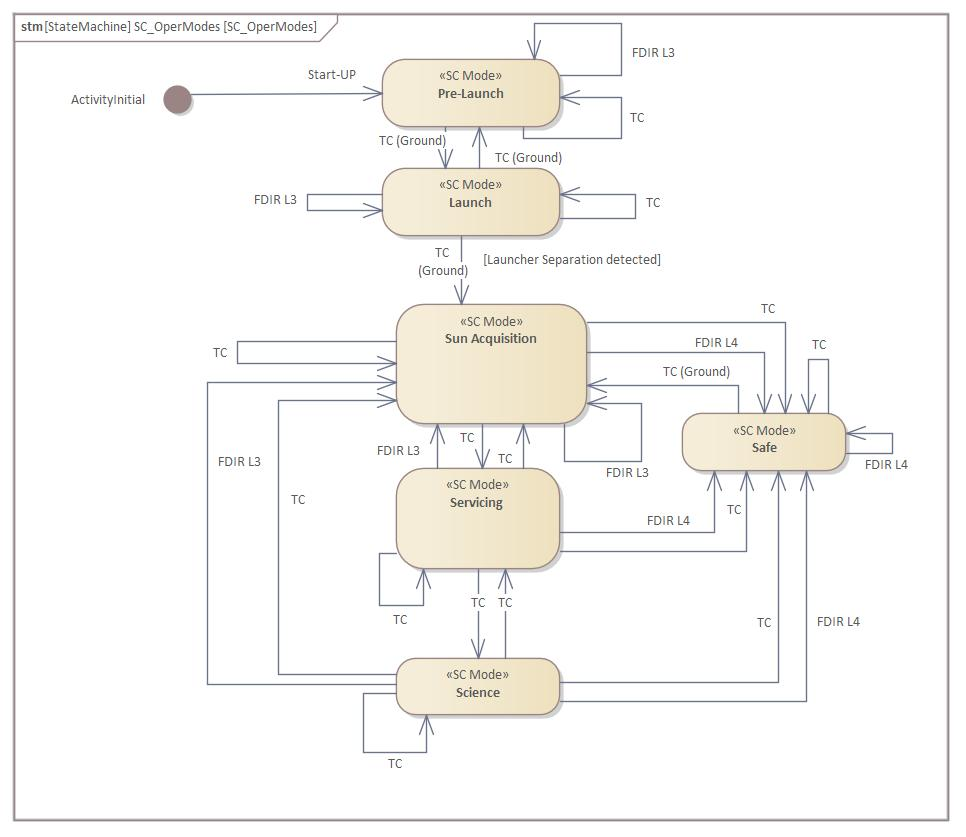 stm [StateMachine] SC_OperModes [SC_OperModes]
FDIR L3
«SC Mode»
Pre-Launch
Start-UP
ActivityInitial
TC
TC (Ground)
TC (Ground)
«SC Mode»
Launch
FDIR L3
TC
TC
(Ground)
[Launcher Separation detected]
«SC Mode»
Sun Acquisition
TC
FDIR L4
TC
TC
TC (Ground)
«SC Mode»
Safe
FDIR L3
TC
TC
FDIR L3
FDIR L4
FDIR L3
TC
«SC Mode»
Servicing
FDIR L4
TC
TC
TC
TC
TC
FDIR L4
«SC Mode»
Science
TC